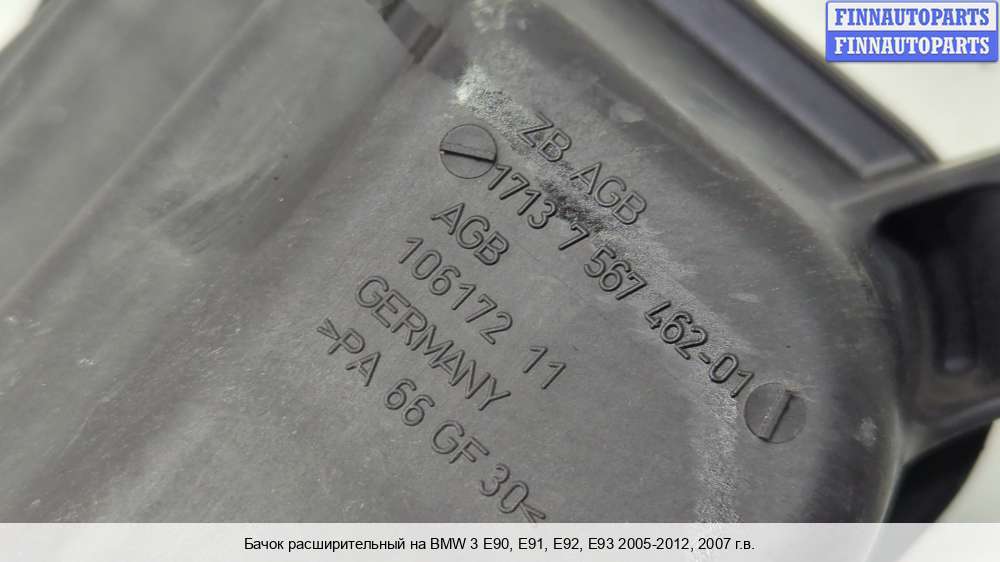 FINNAUTOPARTS
FINNAUTOPARTS
ZB AGB
1713 7 567 462-01
AGB
106172 11
GERMANY
>PA 66 GF 30<
Бачок расширительный на BMW 3 E90, E91, E92, E93 2005-2012, 2007 г.в.